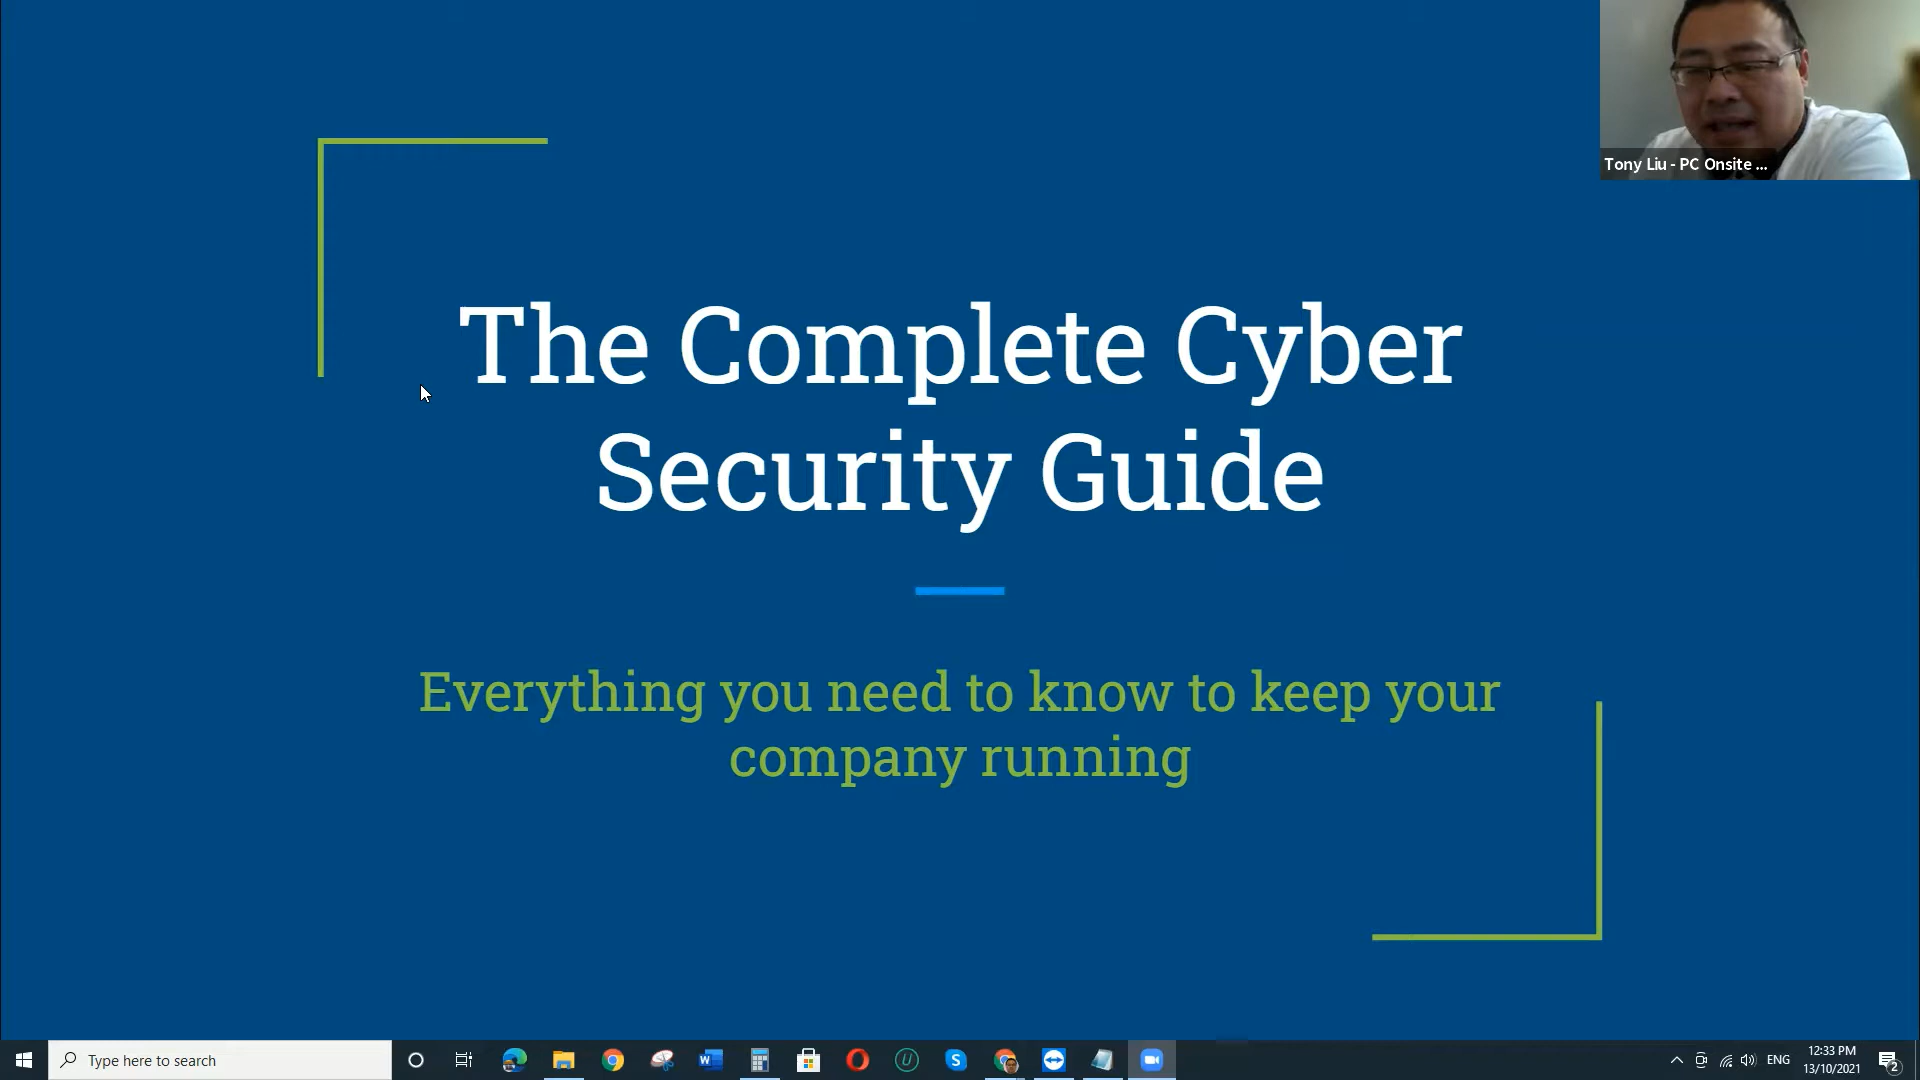 Tony Liu - PC Onsite ...
The Complete Cyber
Security Guide
Everything you need to know to keep your
company running
Type here to search
ENG
12:33 PM
13/10/2021
2